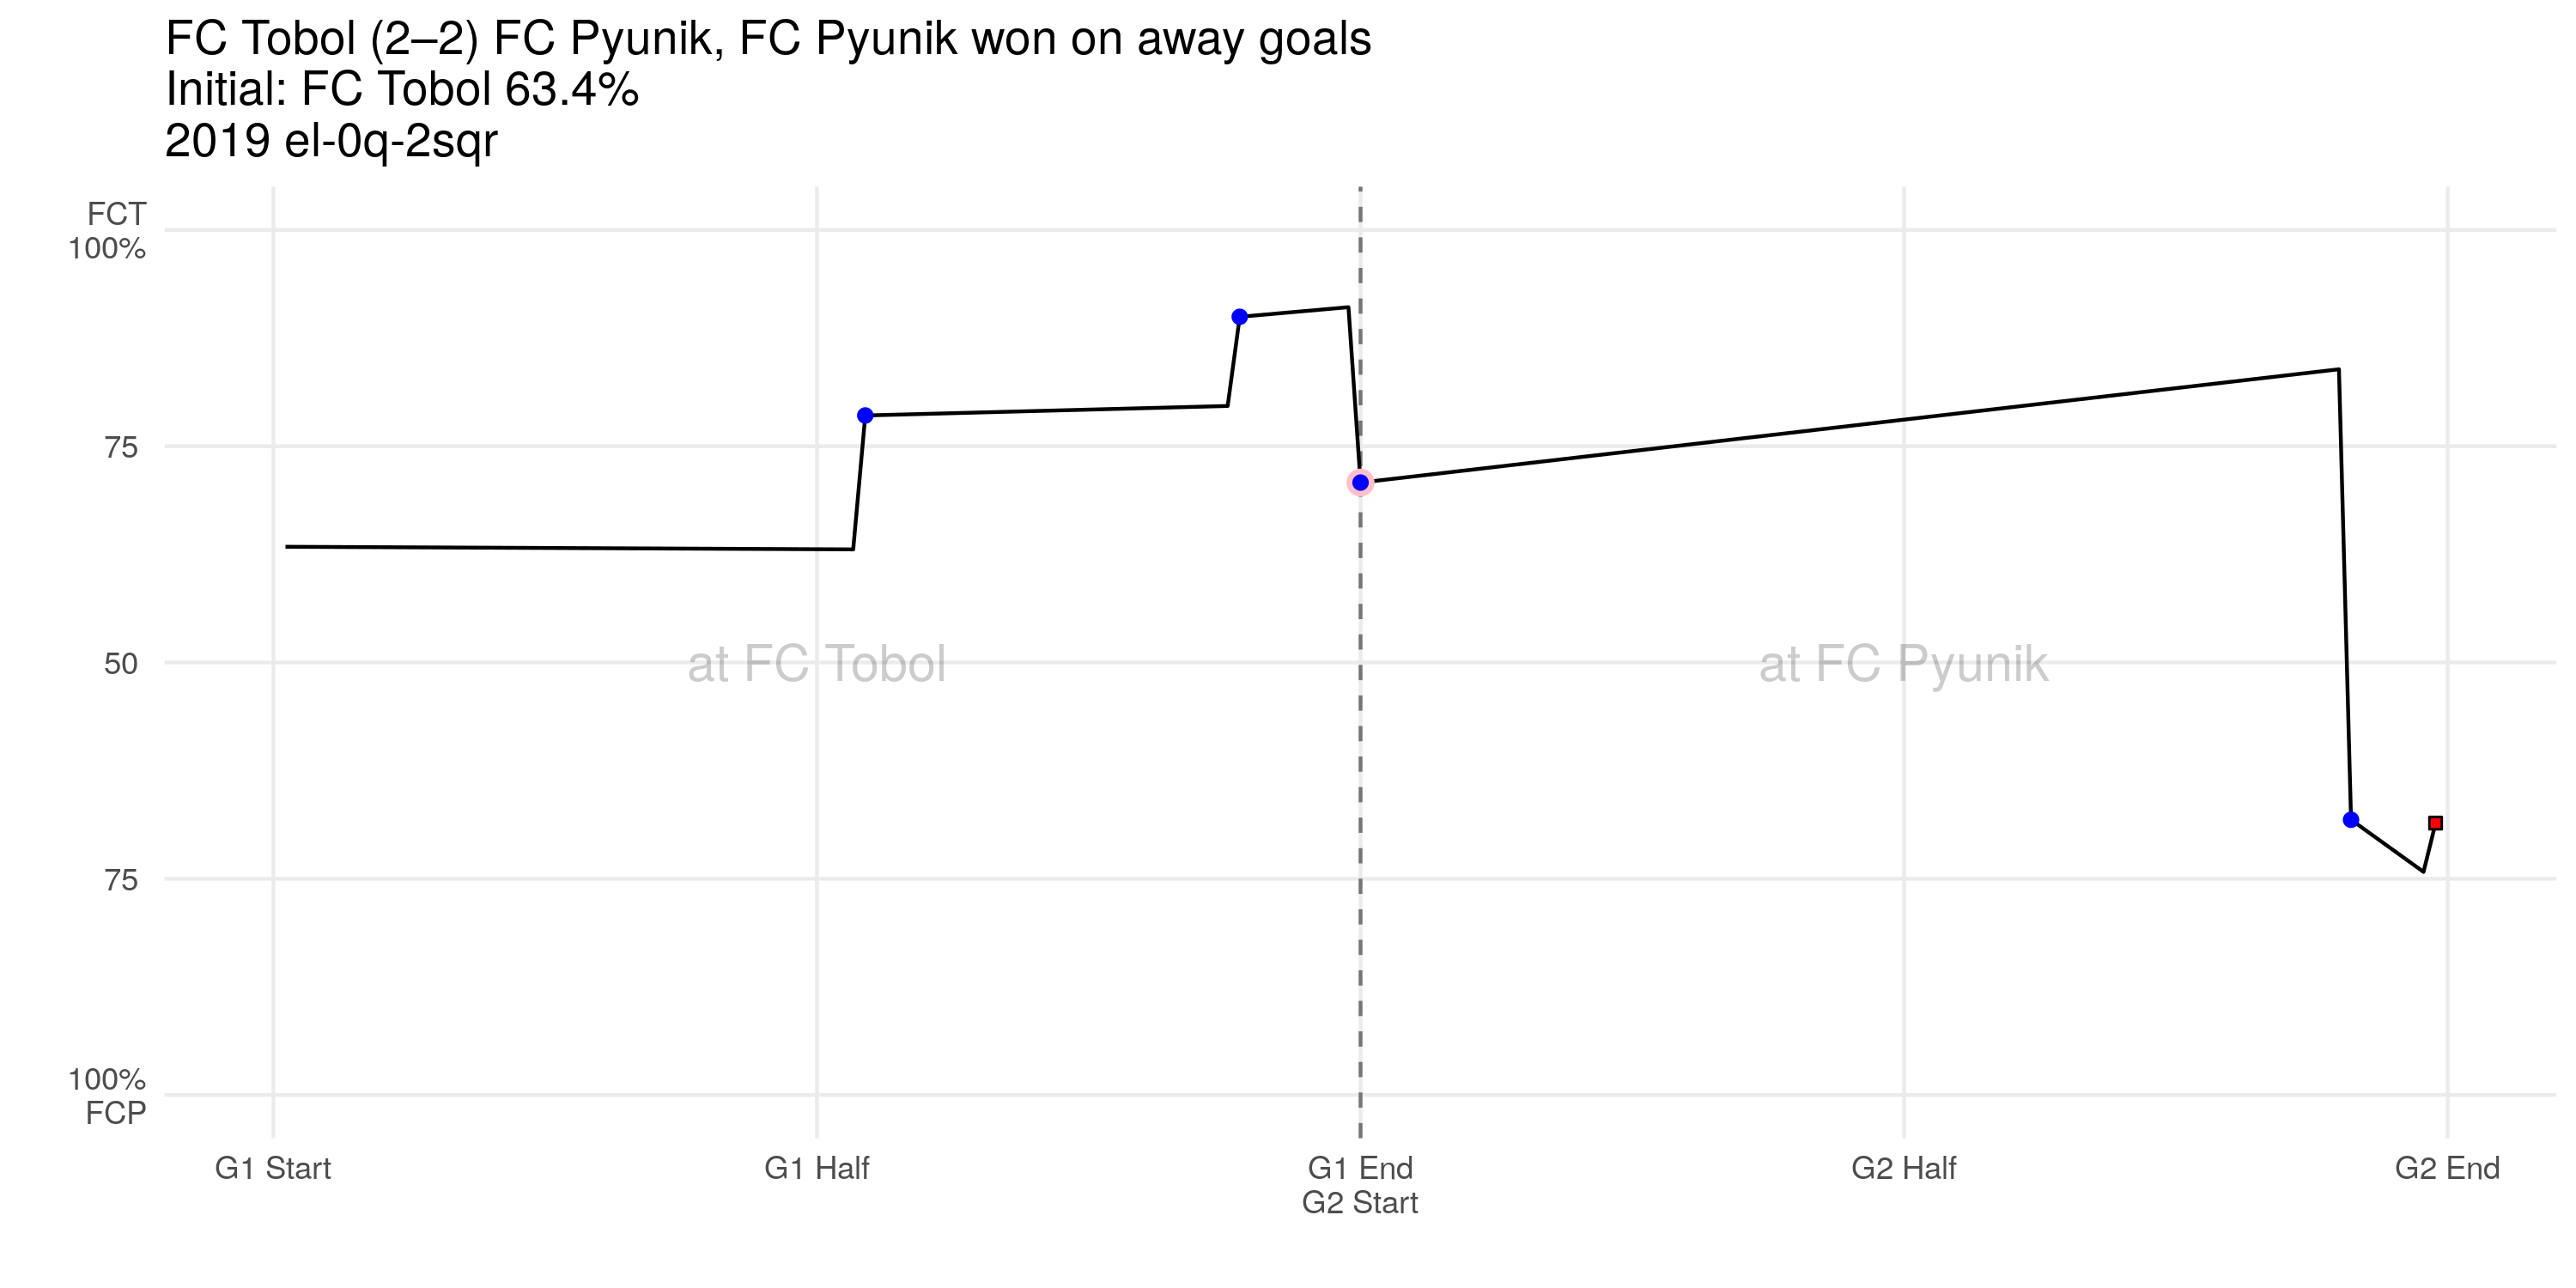 FC Tobol (2–2) FC Pyunik, FC Pyunik won on away goals
Initial: FC Tobol 63.4%
2019 el-0q-2sqr
FCT
100%
75
50
75
100%
FCP
at FC Tobol
at FC Pyunik
G1 Start
G1 Half
G1 End
G2 Start
G2 Half
G2 End